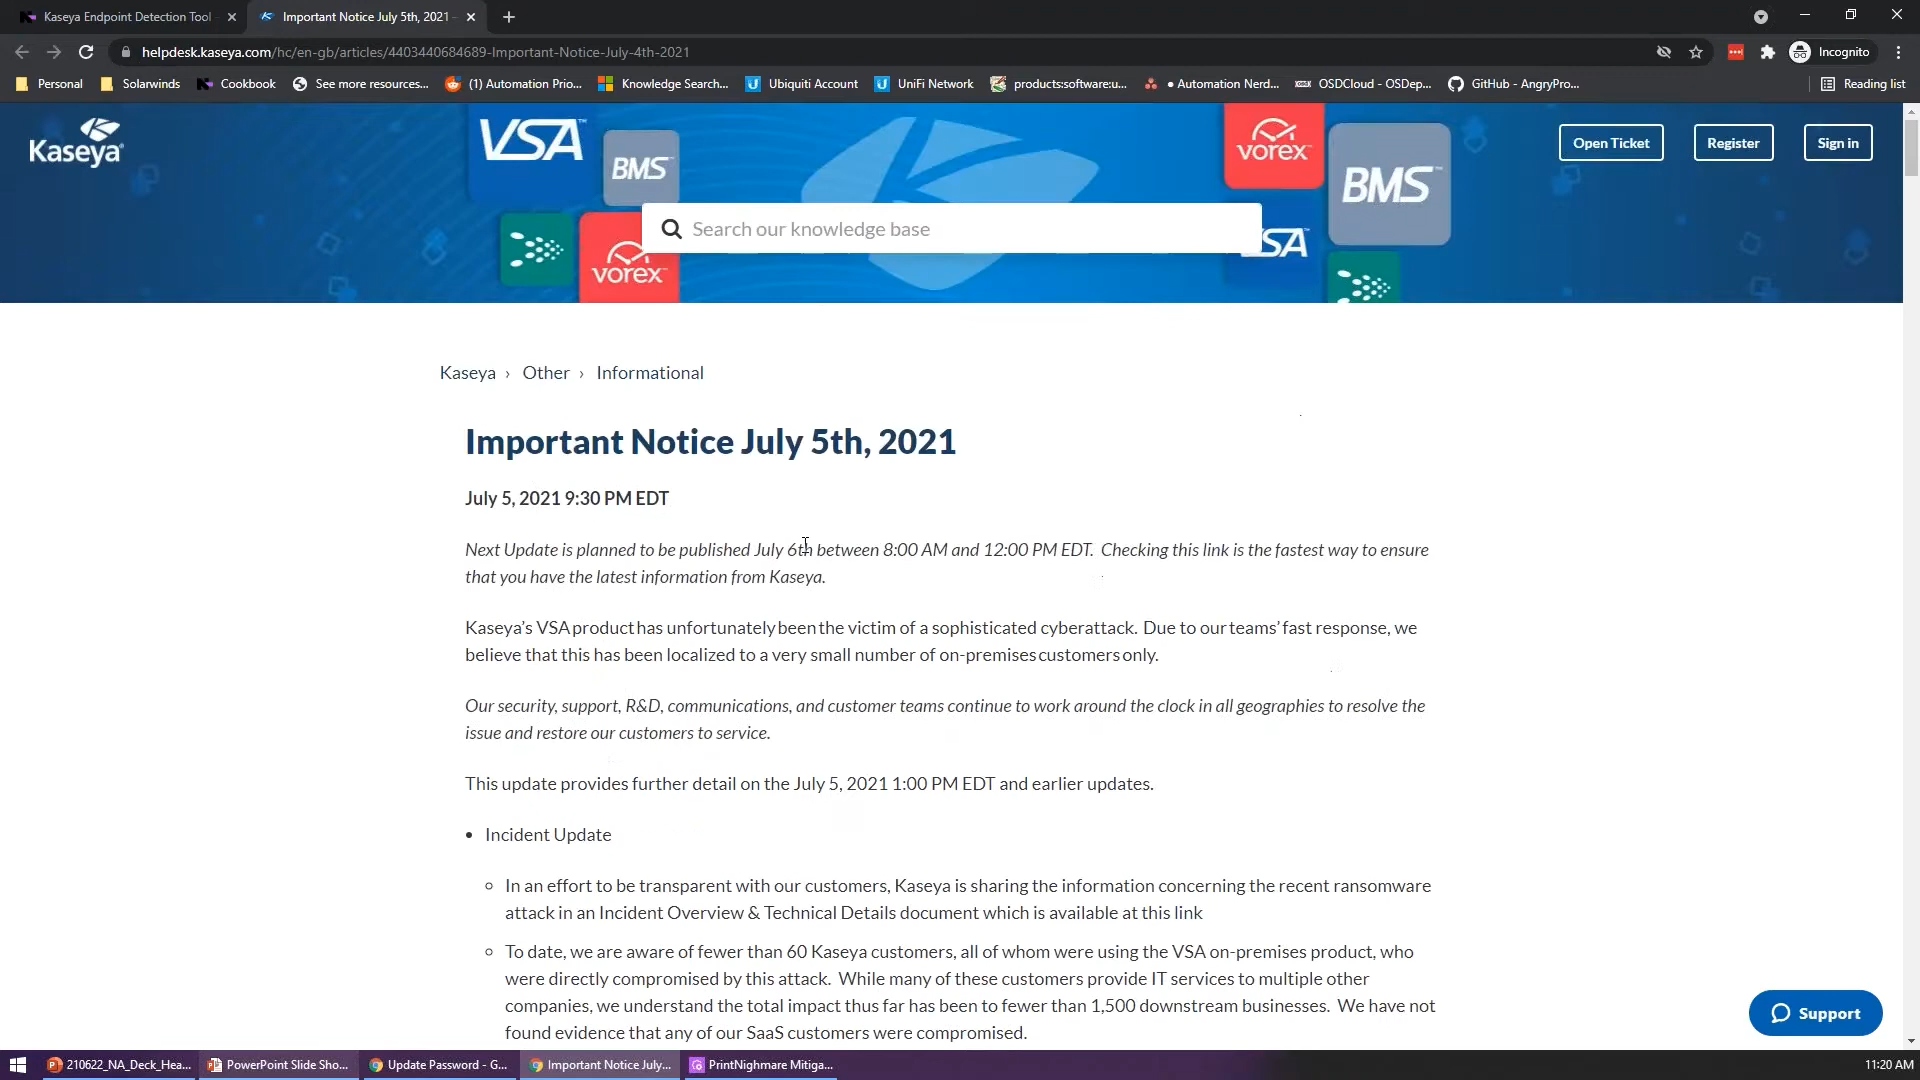 Kaseya Endpoint Detection Tool
Important Notice July 5th, 2021 -
helpdesk.kaseya.com/hc/en-gb/articles/4403440684689-Important-Notice-July-4th-2021
Incognito
Personal
Solarwinds
Cookbook
See more resources...
(1) Automation Prio...
Knowledge Search...
Ubiquiti Account
UniFi Network
products:software:u...
• Automation Nerd...
OSDCloud - OSDep...
GitHub - AngryPro...
Reading list
Kaseya
VSA™
BMS™
vorex
vorex
BMS™
SA™
Search our knowledge base
Open Ticket
Register
Sign in
Kaseya › Other › Informational
Important Notice July 5th, 2021
July 5, 2021 9:30 PM EDT
Next Update is planned to be published July 6th between 8:00 AM and 12:00 PM EDT.  Checking this link is the fastest way to ensure
that you have the latest information from Kaseya.
Kaseya’s VSA product has unfortunately been the victim of a sophisticated cyberattack. Due to our teams’ fast response, we
believe that this has been localized to a very small number of on-premises customers only.
Our security, support, R&D, communications, and customer teams continue to work around the clock in all geographies to resolve the
issue and restore our customers to service.
This update provides further detail on the July 5, 2021 1:00 PM EDT and earlier updates.
• Incident Update
○ In an effort to be transparent with our customers, Kaseya is sharing the information concerning the recent ransomware
attack in an Incident Overview & Technical Details document which is available at this link
○ To date, we are aware of fewer than 60 Kaseya customers, all of whom were using the VSA on-premises product, who
were directly compromised by this attack.  While many of these customers provide IT services to multiple other
companies, we understand the total impact thus far has been to fewer than 1,500 downstream businesses.  We have not
found evidence that any of our SaaS customers were compromised.
Support
210622_NA_Deck_Hea...
PowerPoint Slide Sho...
Update Password - G...
Important Notice July...
PrintNighmare Mitiga...
11:20 AM